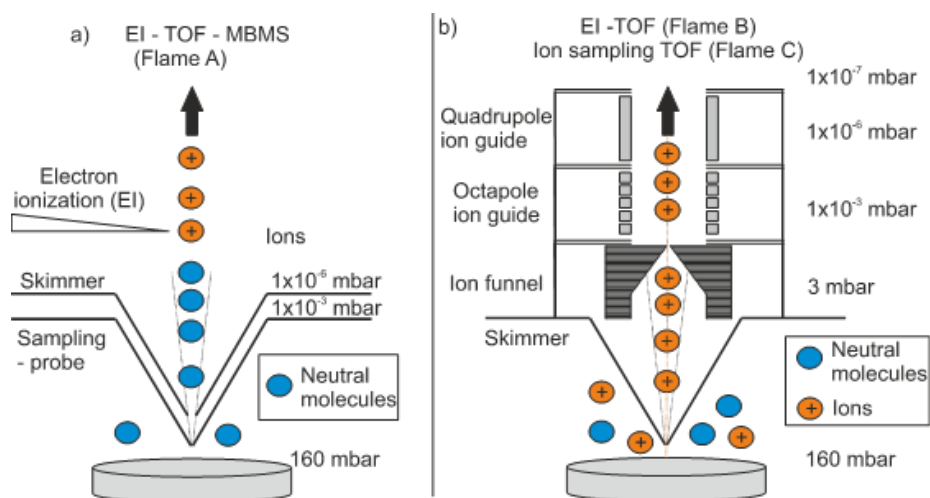 a) EI - TOF - MBMS
(Flame A)
Electron
ionization (EI)
Ions
Skimmer
1x10⁻⁶ mbar
1x10⁻³ mbar
Sampling
- probe
Neutral
molecules
160 mbar
b) EI -TOF (Flame B)
Ion sampling TOF (Flame C)
1x10⁻⁷ mbar
Quadrupole
ion guide
1x10⁻⁶ mbar
Octapole
ion guide
1x10⁻³ mbar
Ion funnel
3 mbar
Skimmer
Neutral
molecules
Ions
160 mbar